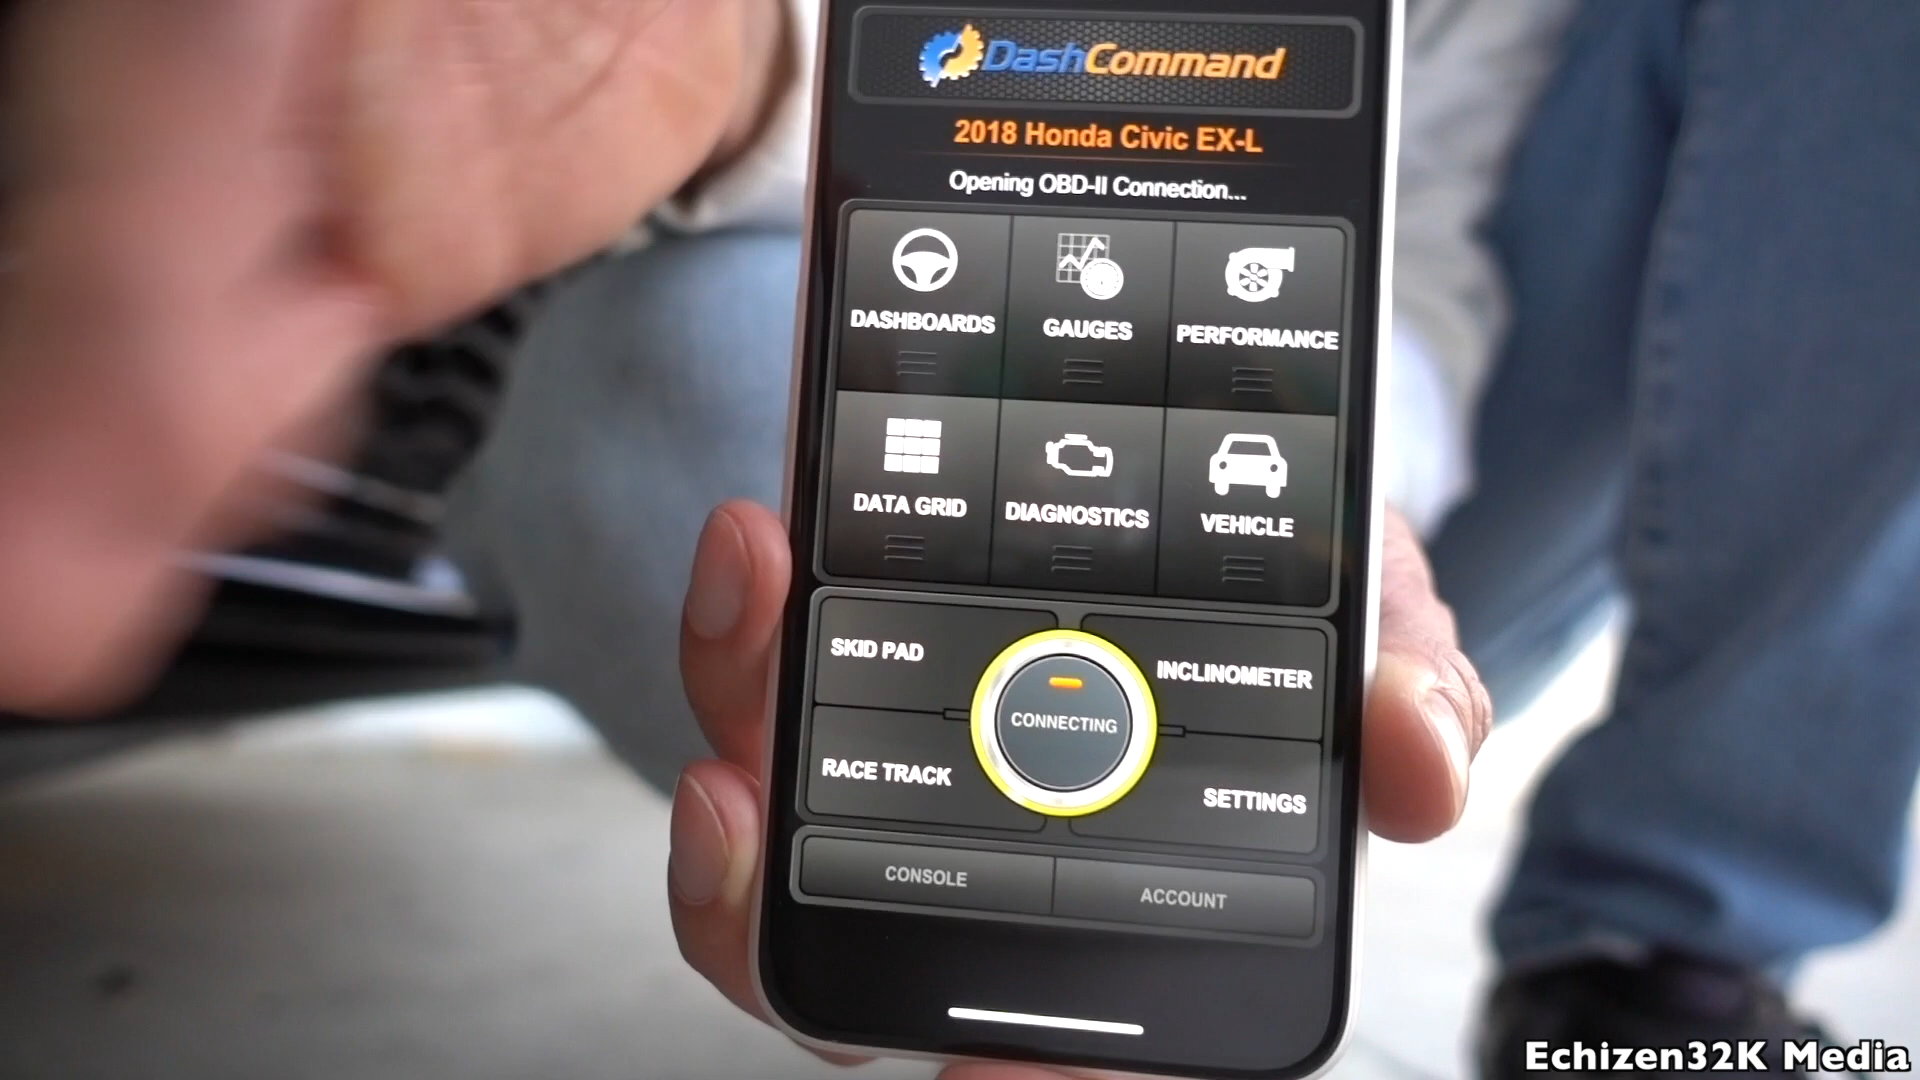 DashCommand
2018 Honda Civic EX-L
Opening OBD-II Connection...
DASHBOARDS
GAUGES
PERFORMANCE
DATA GRID
DIAGNOSTICS
VEHICLE
SKID PAD
INCLINOMETER
CONNECTING
RACE TRACK
SETTINGS
CONSOLE
ACCOUNT
Echizen32K Media